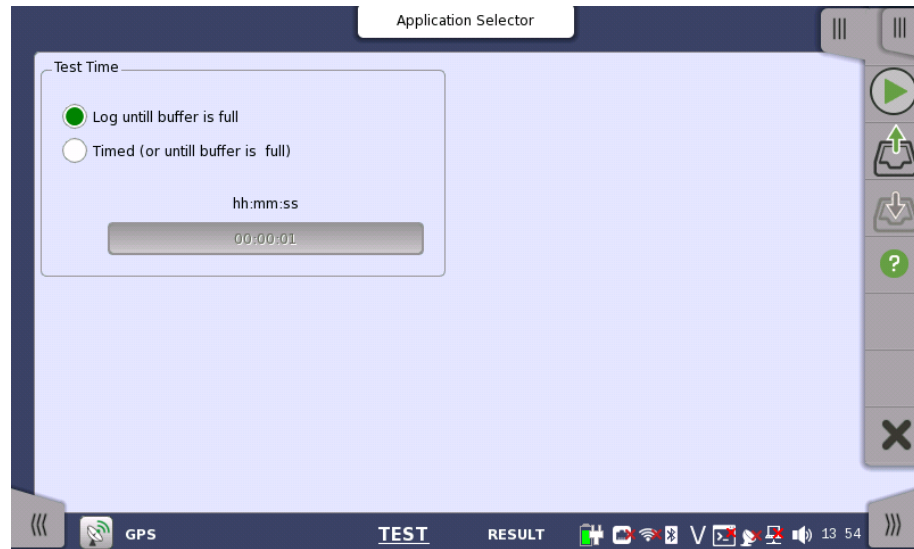 Application Selector
Test Time
Log untill buffer is full
Timed (or untill buffer is full)
hh:mm:ss
00:00:01
?
GPS TEST RESULT V 13 54